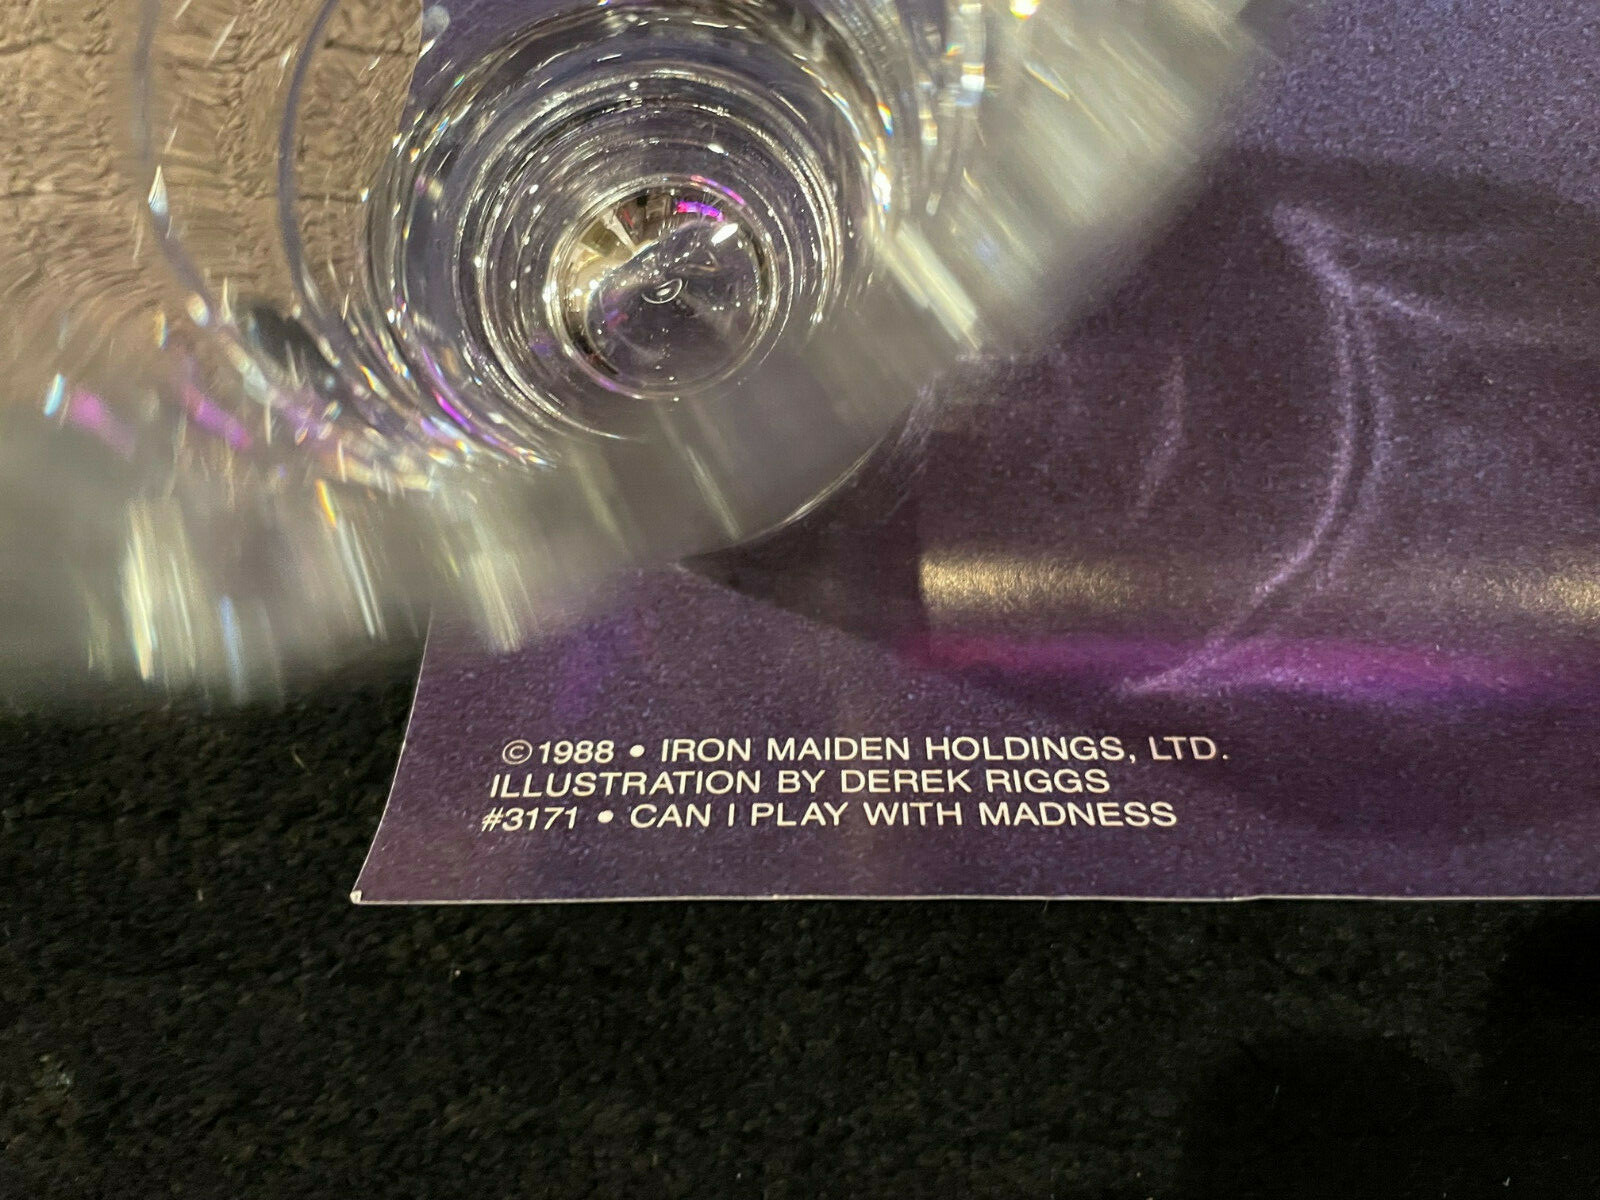 ©1988 • IRON MAIDEN HOLDINGS, LTD.
ILLUSTRATION BY DEREK RIGGS
#3171 • CAN I PLAY WITH MADNESS